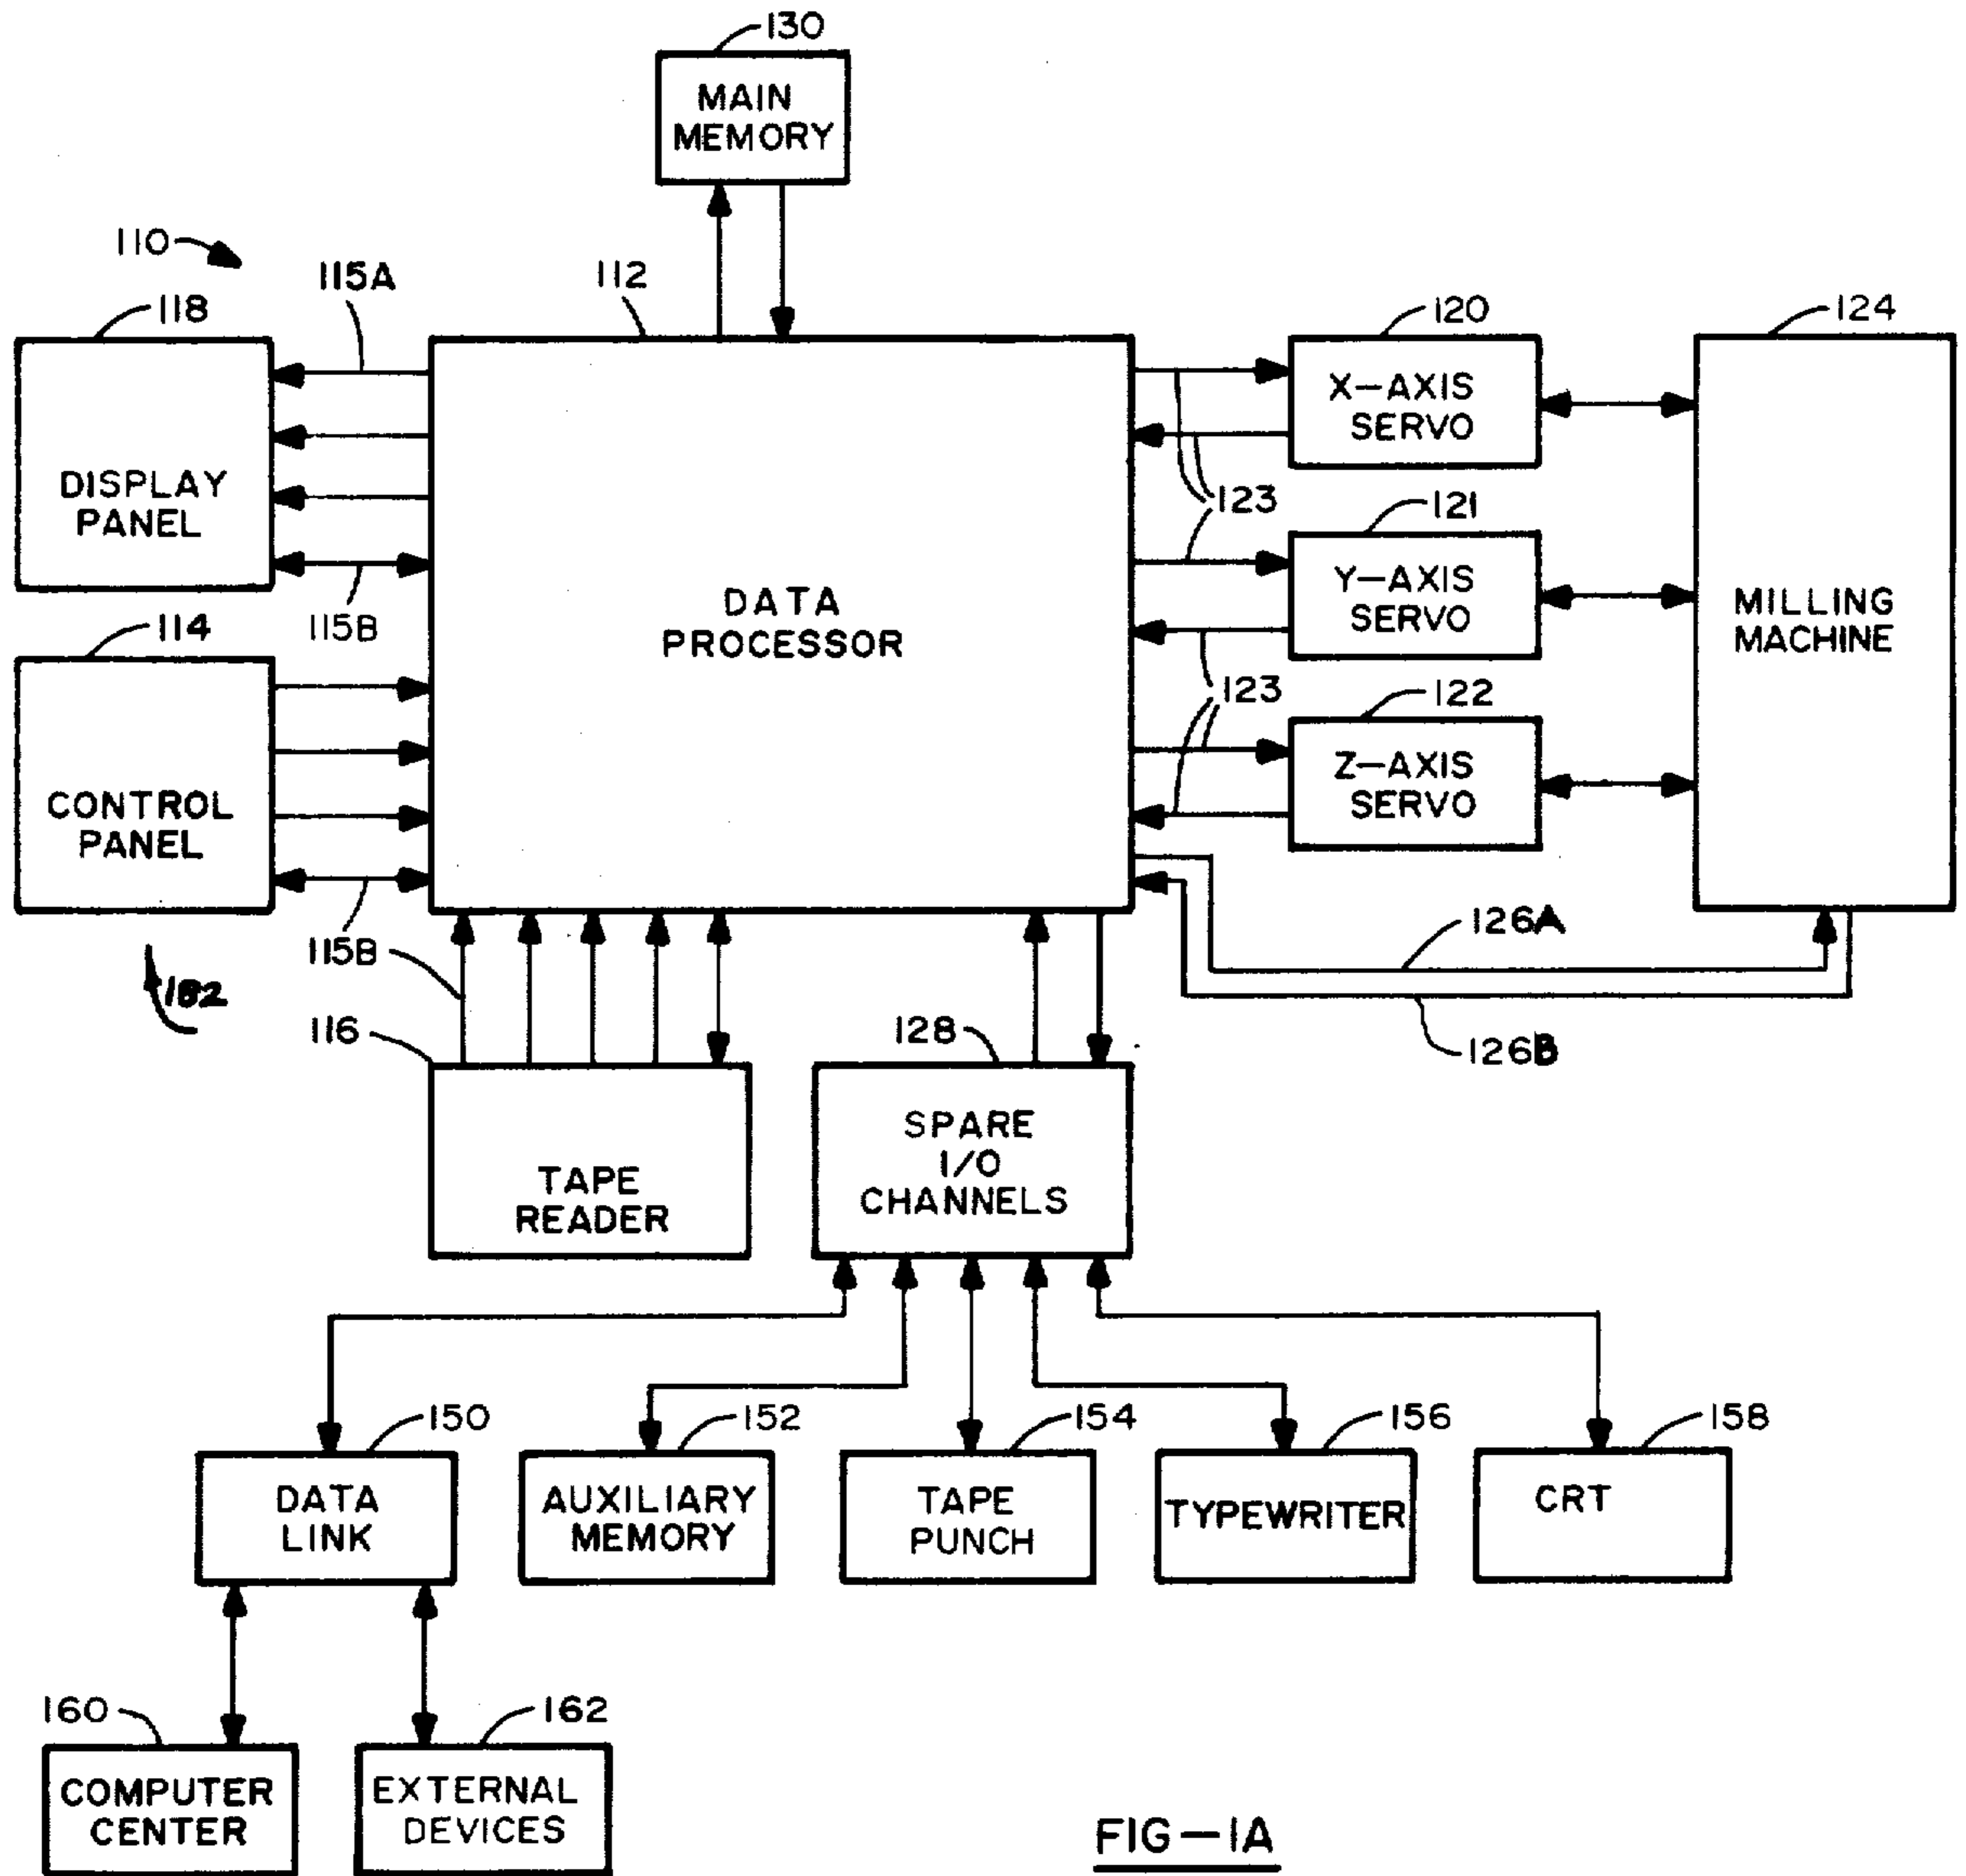 130
MAIN
MEMORY
110
115A
112
118
120
124
DISPLAY
PANEL
X-AXIS
SERVO
123
121
DATA
PROCESSOR
Y-AXIS
SERVO
MILLING
MACHINE
115B
114
123
122
CONTROL
PANEL
Z-AXIS
SERVO
115B
126A
126B
116
128
TAPE
READER
SPARE
I/O
CHANNELS
150
152
154
156
158
DATA
LINK
AUXILIARY
MEMORY
TAPE
PUNCH
TYPEWRITER
CRT
160
162
COMPUTER
CENTER
EXTERNAL
DEVICES
FIG-1A